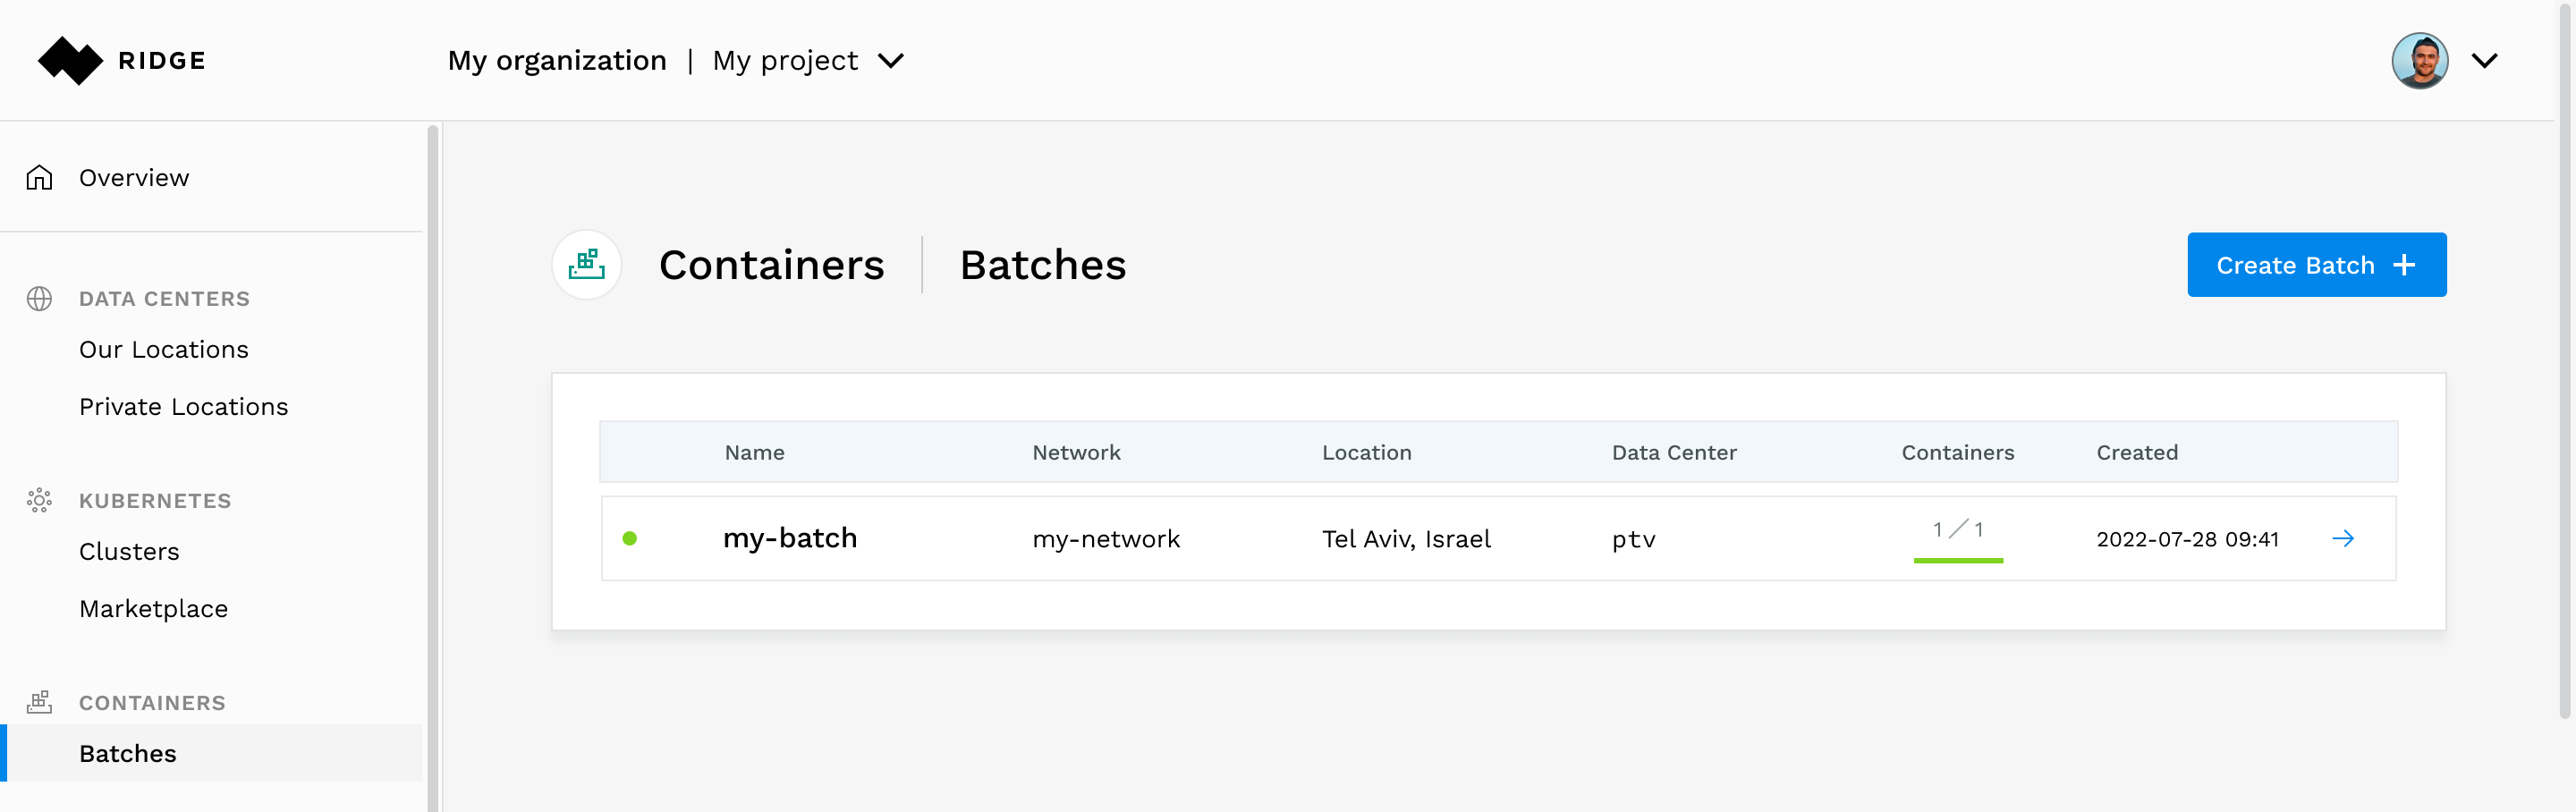 RIDGE
My organization | My project
Overview
DATA CENTERS
Our Locations
Private Locations
KUBERNETES
Clusters
Marketplace
CONTAINERS
Batches
Containers | Batches
Create Batch +
Name Network Location Data Center Containers Created
my-batch my-network Tel Aviv, Israel ptv 1/1 2022-07-28 09:41